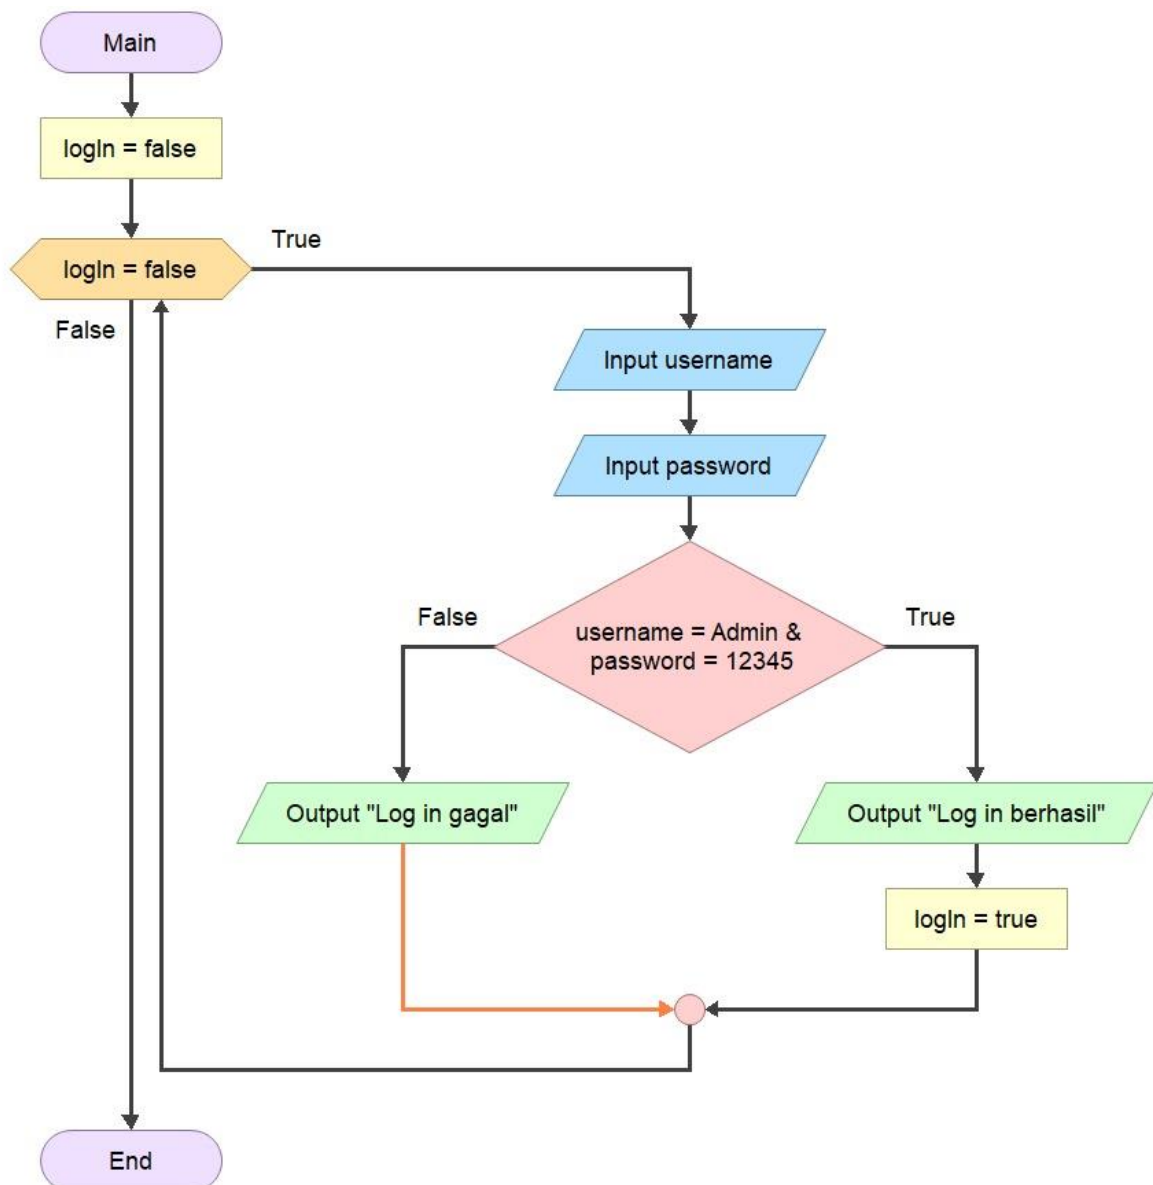 Main
logIn = false
logIn = false
True
False
Input username
Input password
False
username = Admin &
password = 12345
True
Output "Log in gagal"
Output "Log in berhasil"
logIn = true
End